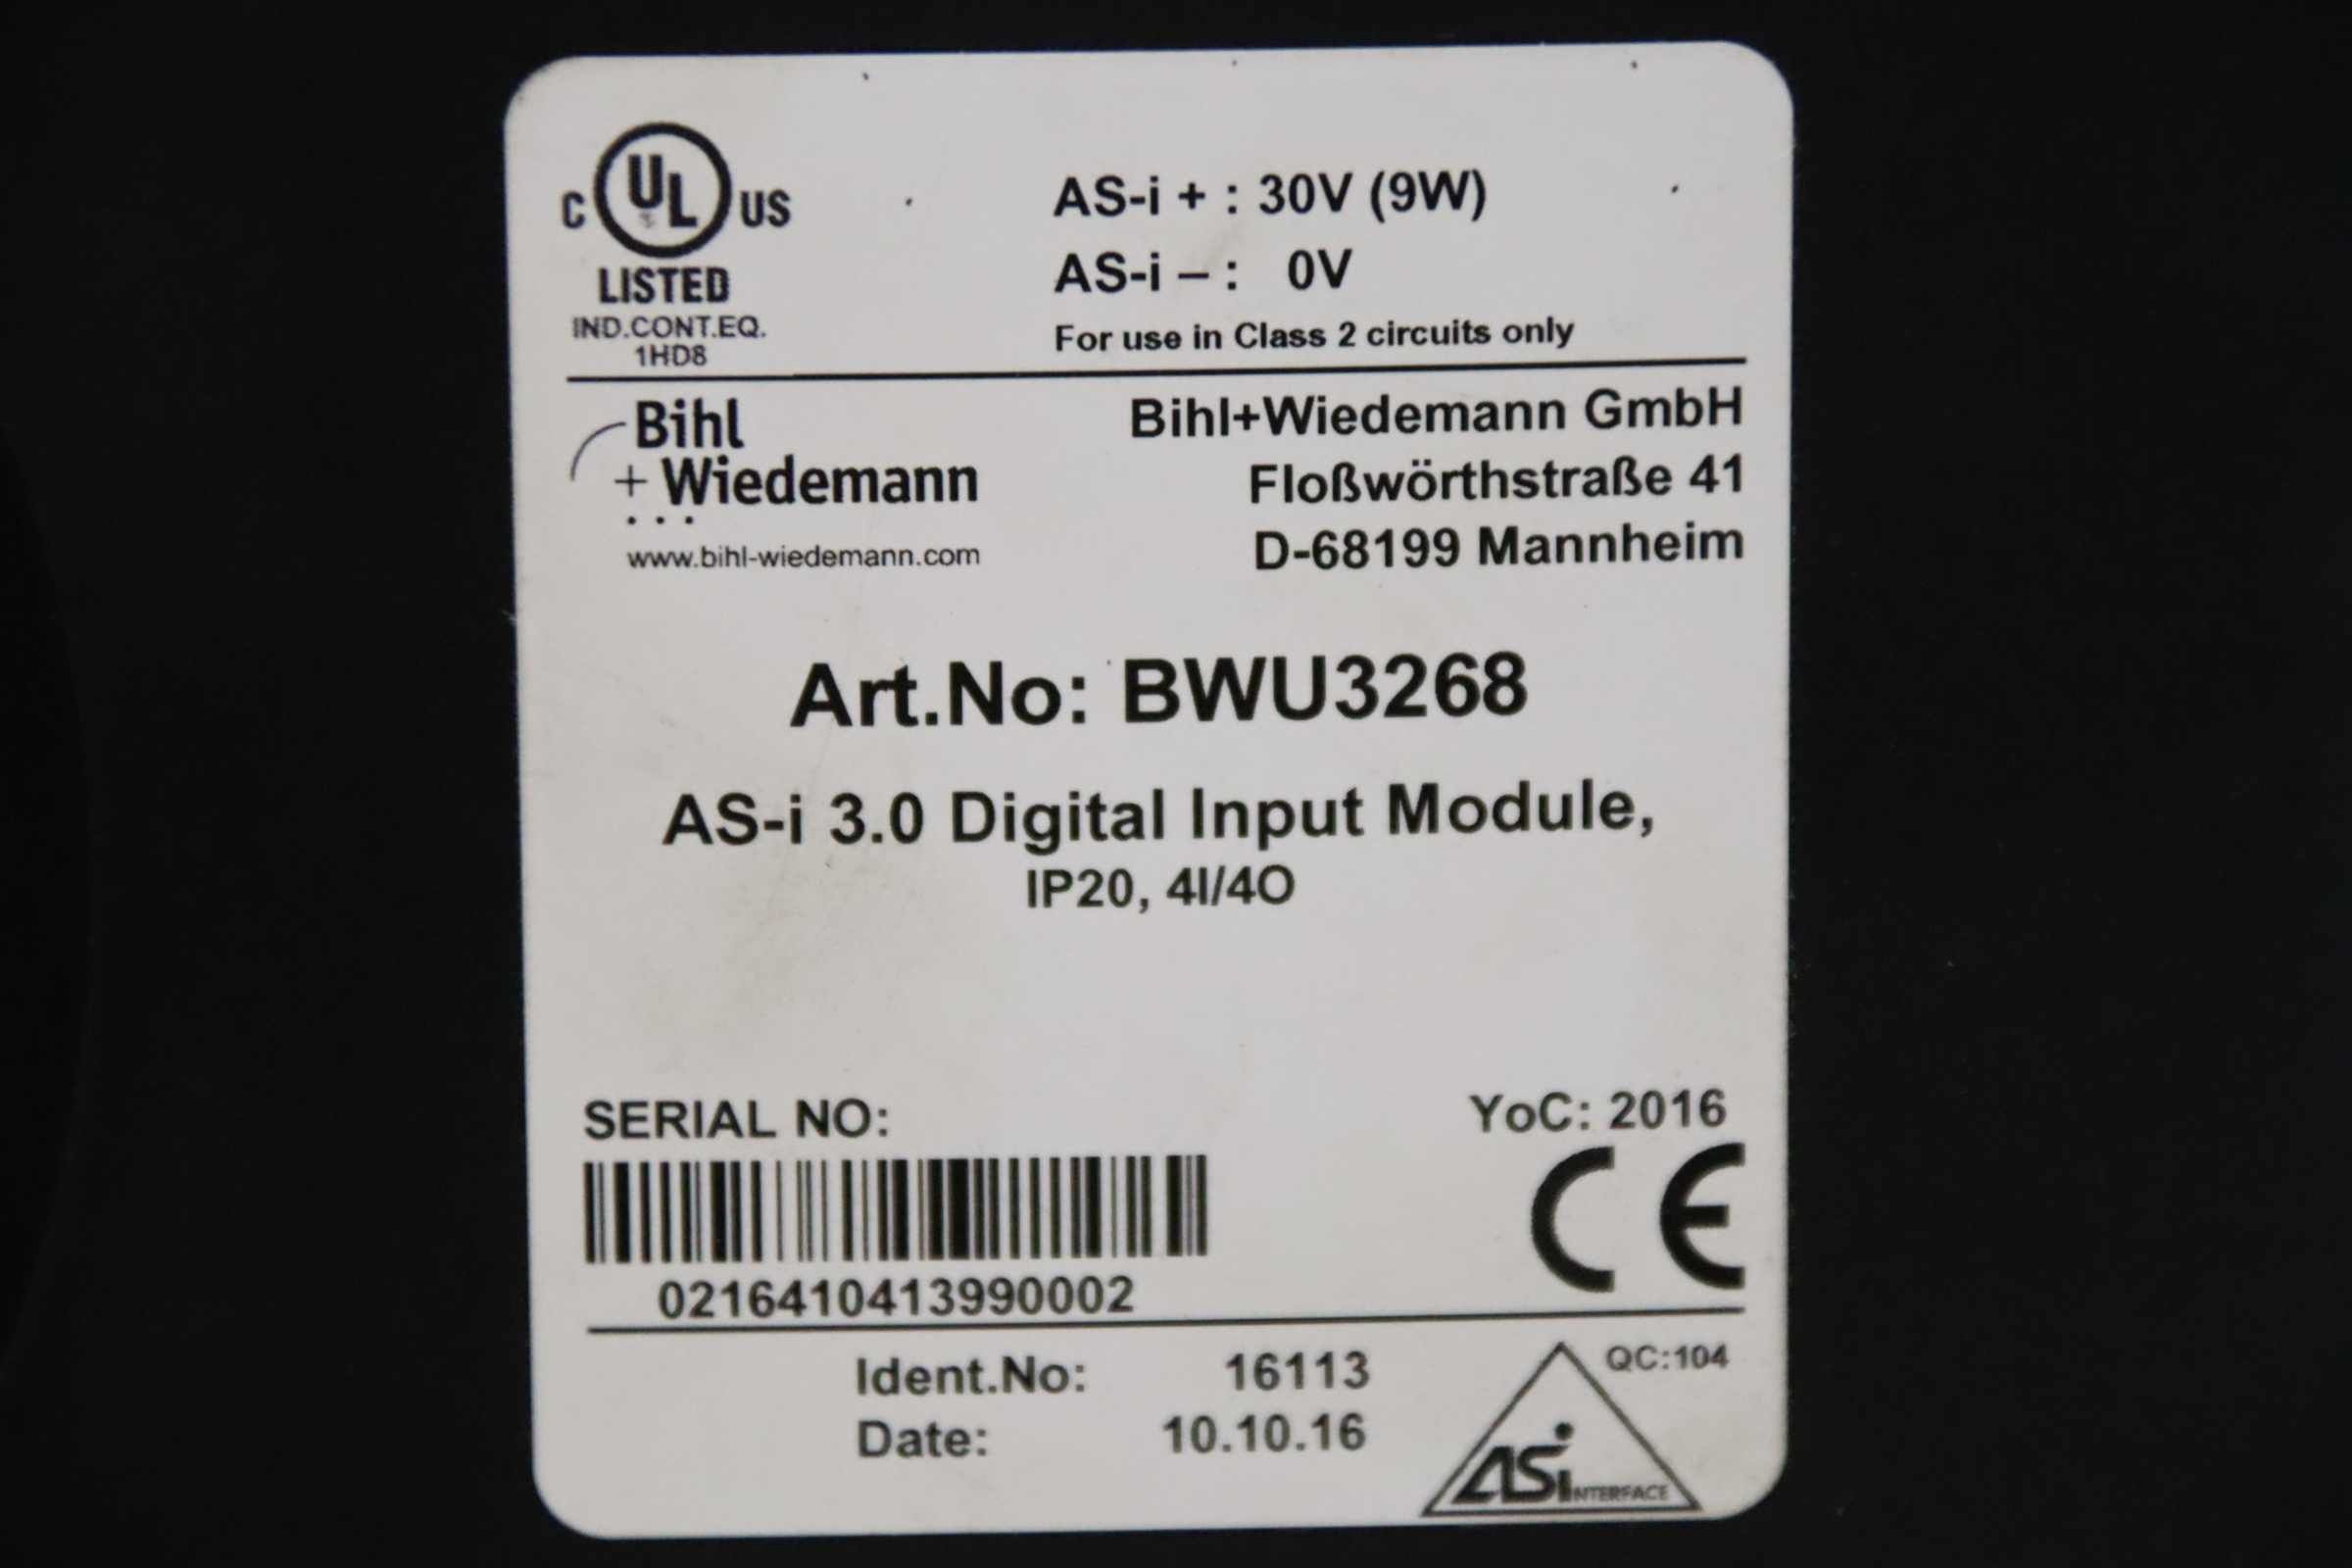 C UL US
LISTED
IND.CONT.EQ.
1HD8
AS-i + : 30V (9W)
AS-i – : 0V
For use in Class 2 circuits only
Bihl
+ Wiedemann
www.bihl-wiedemann.com
Bihl+Wiedemann GmbH
Floßwörthstraße 41
D-68199 Mannheim
Art.No: BWU3268
AS-i 3.0 Digital Input Module,
IP20, 4I/4O
SERIAL NO:
0216410413990002
YoC: 2016
CE
Ident.No: 16113
Date: 10.10.16
QC:104
ASi INTERFACE